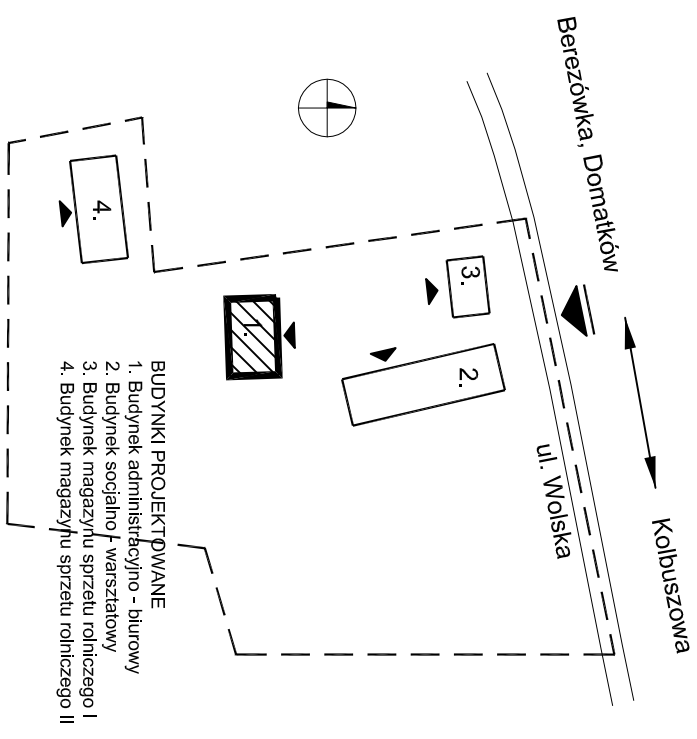 Berezówka, Domatków
Kolbuszowa
ul. Wolska
3.
2.
1.
4.
BUDYNKI PROJEKTOWANE
1. Budynek administracyjno - biurowy
2. Budynek socjalno - warsztatowy
3. Budynek magazynu sprzetu rolniczego I
4. Budynek magazynu sprzetu rolniczego II